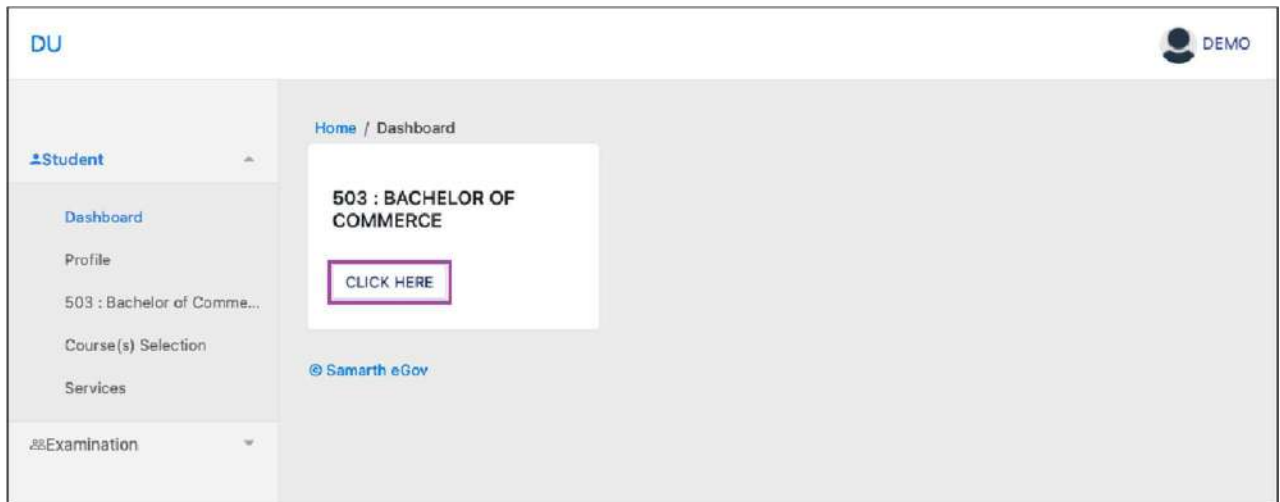 DU
DEMO
Student
Dashboard
Profile
503 : Bachelor of Comme...
Course(s) Selection
Services
Examination
Home / Dashboard
503 : BACHELOR OF
COMMERCE
CLICK HERE
© Samarth eGov